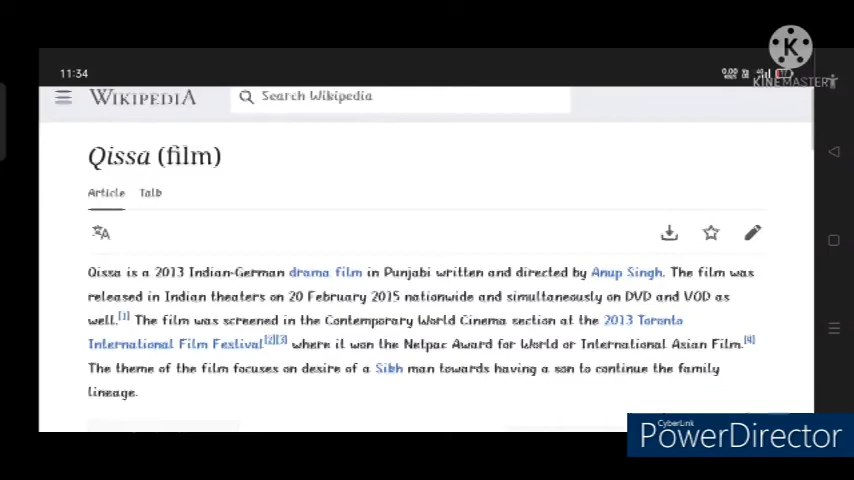 11:34
KINEMASTER
WIKIPEDIA
Search Wikipedia
Qissa (film)
Article Talk
Qissa is a 2013 Indian-German drama film in Punjabi written and directed by Anup Singh. The film was
released in Indian theaters on 20 February 2015 nationwide and simultaneously on DVD and VOD as
well.[1] The film was screened in the Contemporary World Cinema section at the 2013 Toronto
International Film Festival[2][3] where it won the Netpac Award for World or International Asian Film.[4]
The theme of the film focuses on desire of a Sikh man towards having a son to continue the family
lineage.
CyberLink
PowerDirector